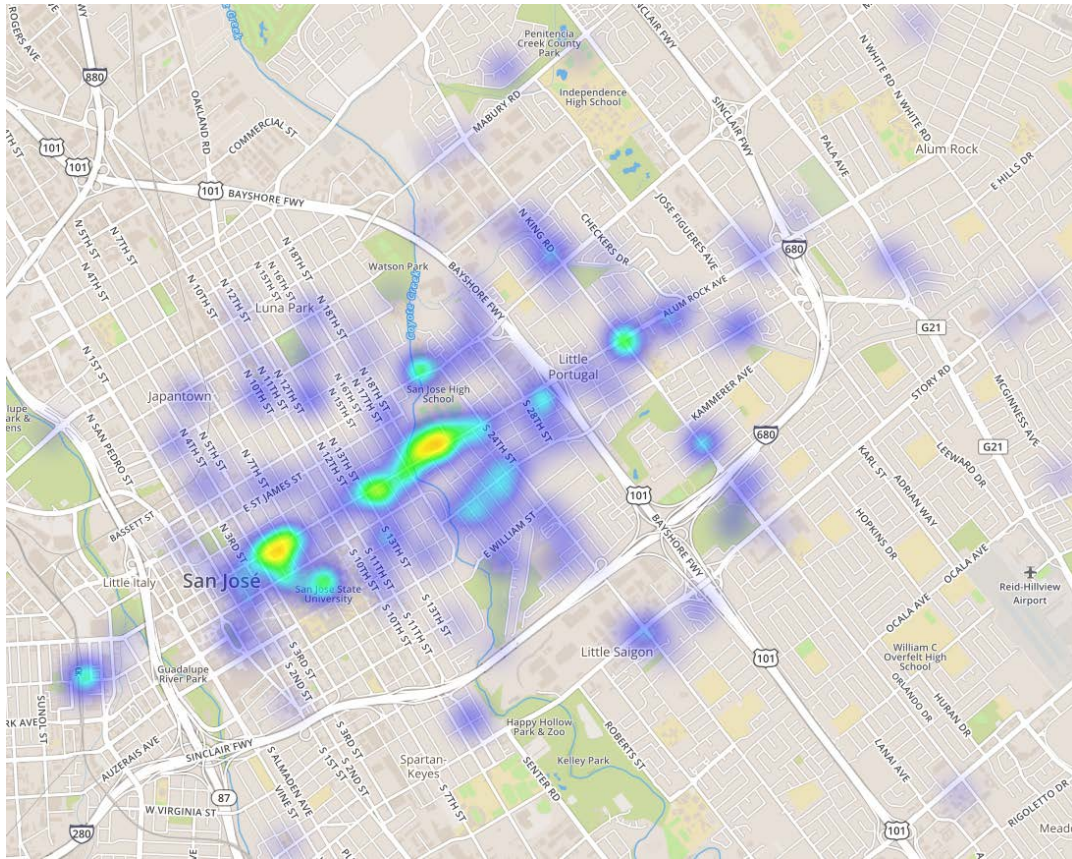 ROGERS AVE
Penitencia
Creek County
Park
SINCLAIR FWY
N WHITE RD
N WHITE RD
880
OAKLAND RD
COMMERCIAL ST
MABURY RD
Independence
High School
SINCLAIR FWY
PALA AVE
Alum Rock
E HILLS DR
4TH ST
101
101
101
BAYSHORE FWY
N 5TH ST
N 7TH ST
N 4TH ST
N 18TH ST
N 16TH ST
N 15TH ST
N 12TH ST
N 10TH ST
N 18TH ST
Luna Park
Watson Park
Coyote Creek
BAYSHORE FWY
N KING RD
CHECKERS DR
JOSE FIGUERES AVE
680
ALUM ROCK AVE
G21
N 1ST ST
Japantown
N 12TH ST
N 11TH ST
N 10TH ST
N 18TH ST
N 17TH ST
N 16TH ST
N 15TH ST
San Jose High
School
Little
Portugal
STORY RD
KAMMERER AVE
MCGINNESS AVE
N SAN PEDRO ST
N 5TH ST
N 4TH ST
N 7TH ST
N 13TH ST
N 12TH ST
S 24TH ST
S 28TH ST
680
G21
LEEWARD DR
KARL ST
ADRIAN WAY
E ST JAMES ST
BASSETT ST
N 3RD ST
101
BAYSHORE FWY
HOPKINS DR
OCALA AVE
E WILLIAM ST
S 13TH ST
S 11TH ST
S 10TH ST
Little Italy
San José
San Jose State
University
Reid-Hillview
Airport
S 13TH ST
S 11TH ST
S 10TH ST
OCALA AVE
S 3RD ST
S 2ND ST
Little Saigon
101
William C
Overfelt High
School
Guadalupe
River Park
SUNOL ST
ORLANDO DR
HURAN DR
Happy Hollow
Park & Zoo
ROBERTS ST
LANAI AVE
AUZERAIS AVE
SINCLAIR FWY
S 3RD ST
S 2ND ST
S 1ST ST
Spartan-
Keyes
Kelley Park
SENTER RD
S 7TH ST
S ALMADEN AVE
VINE ST
87
W VIRGINIA ST
280
101
RIGOLETTO DR